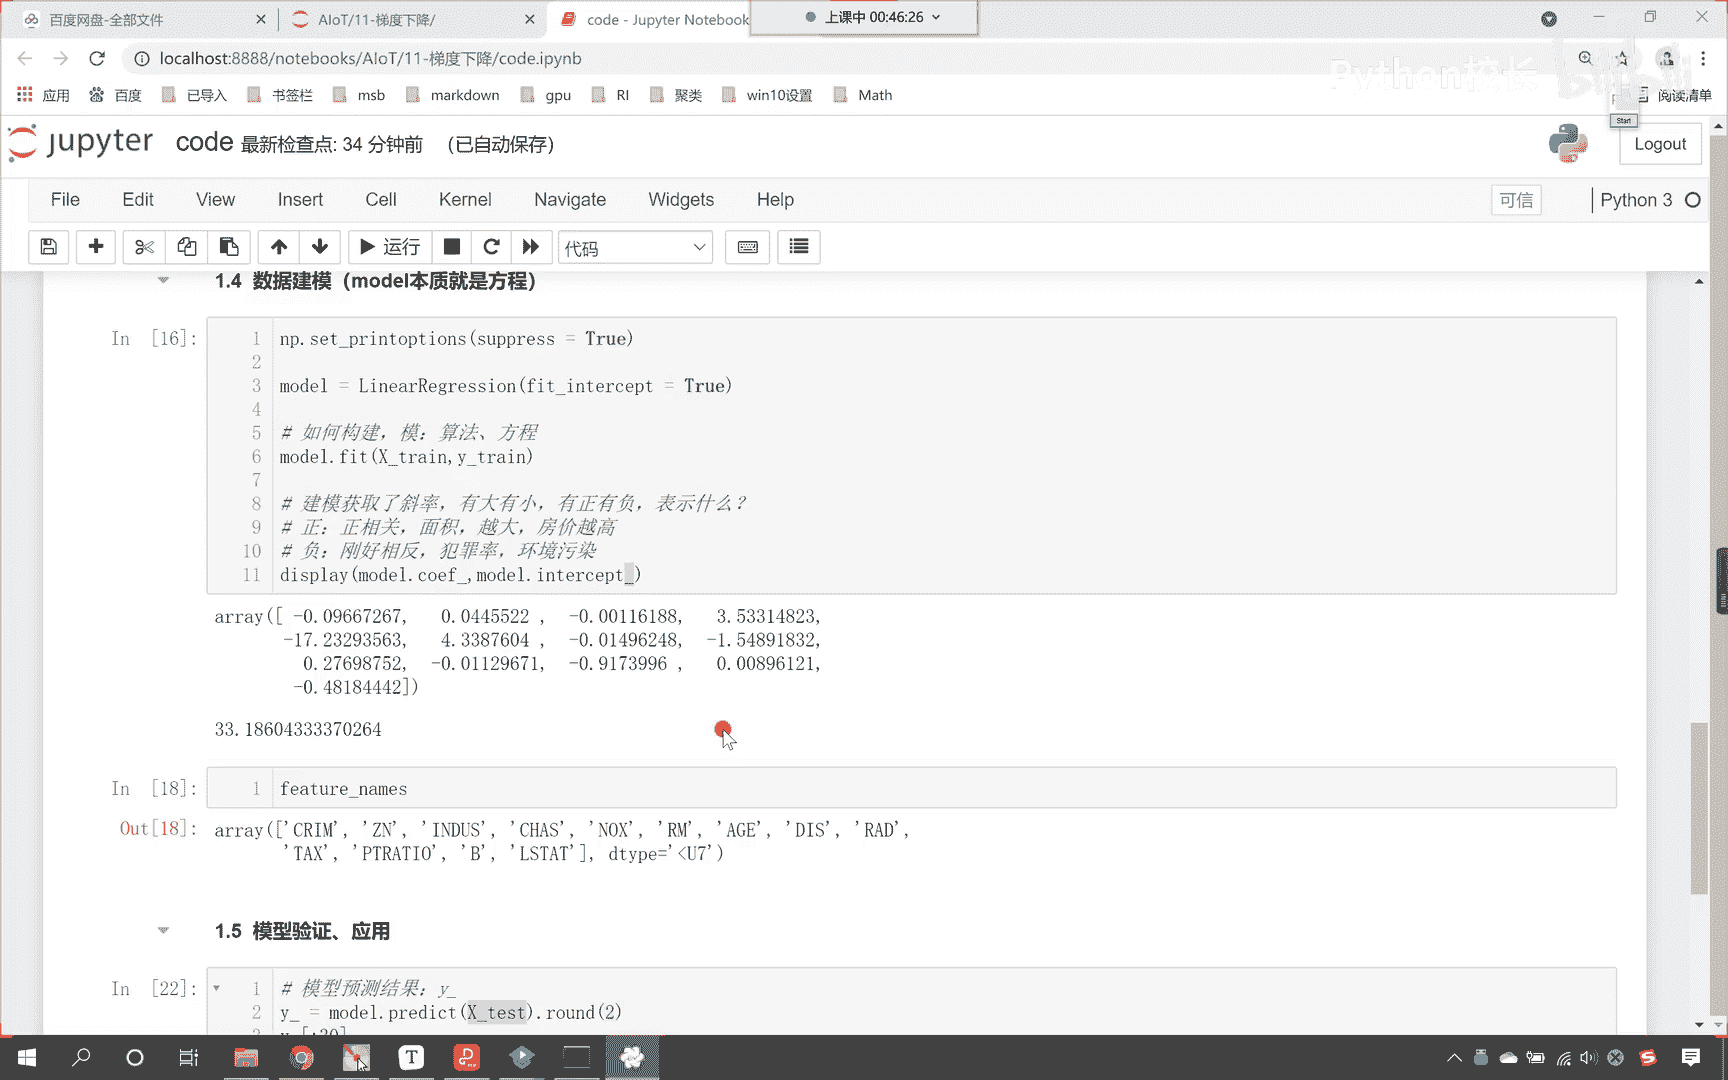 百度网盘-全部文件
AIoT/11-梯度下降/
code - Jupyter Notebook
上课中 00:46:26
localhost:8888/notebooks/AIoT/11-梯度下降/code.ipynb
应用 百度 已导入 书签栏 msb markdown gpu RI 聚类 win10设置 Math 阅读清单
Start
jupyter code 最新检查点: 34 分钟前 (已自动保存)
Logout
File Edit View Insert Cell Kernel Navigate Widgets Help 可信 Python 3
运行 代码
1.4 数据建模（model本质就是方程）
In [16]:
1 np.set_printoptions(suppress = True)
2
3 model = LinearRegression(fit_intercept = True)
4
5 # 如何构建，模：算法、方程
6 model.fit(X_train,y_train)
7
8 # 建模获取了斜率，有大有小，有正有负，表示什么？
9 # 正：正相关，面积，越大，房价越高
10 # 负：刚好相反，犯罪率，环境污染
11 display(model.coef_,model.intercept_)
array([ -0.09667267, 0.0445522 , -0.00116188, 3.53314823,
-17.23293563, 4.3387604 , -0.01496248, -1.54891832,
0.27698752, -0.01129671, -0.9173996 , 0.00896121,
-0.48184442])
33.18604333370264
In [18]: 1 feature_names
Out[18]: array(['CRIM', 'ZN', 'INDUS', 'CHAS', 'NOX', 'RM', 'AGE', 'DIS', 'RAD',
'TAX', 'PTRATIO', 'B', 'LSTAT'], dtype='<U7')
1.5 模型验证、应用
In [22]:
1 # 模型预测结果：y_
2 y_ = model.predict(X_test).round(2)